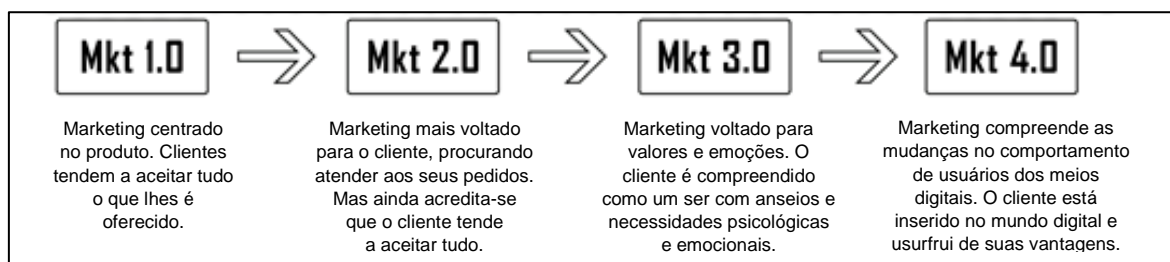 Mkt 1.0
Mkt 2.0
Mkt 3.0
Mkt 4.0
Marketing centrado
no produto. Clientes
tendem a aceitar tudo
o que lhes é
oferecido.
Marketing mais voltado
para o cliente, procurando
atender aos seus pedidos.
Mas ainda acredita-se
que o cliente tende
a aceitar tudo.
Marketing voltado para
valores e emoções. O
cliente é compreendido
como um ser com anseios e
necessidades psicológicas
e emocionais.
Marketing compreende as
mudanças no comportamento
de usuários dos meios
digitais. O cliente está
inserido no mundo digital e
usurfrui de suas vantagens.